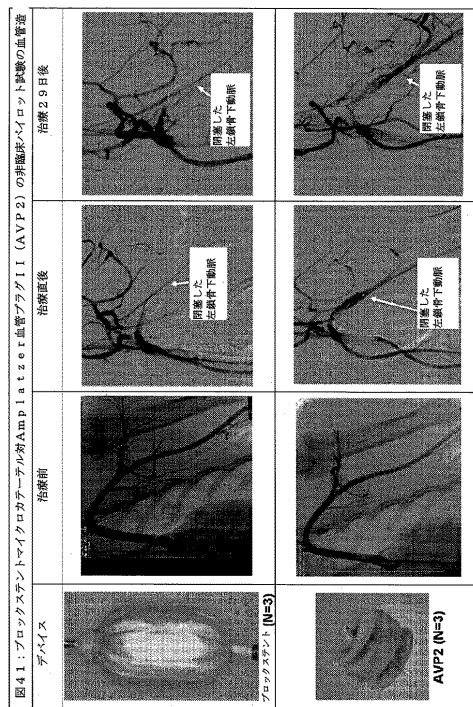 図41：ブロックステントマイクロカテーテル対Amplatzer血管プラグII（AVP2）の非臨床パイロット試験の血管造
デバイス
治療前
治療直後
治療29日後
ブロックステント (N=3)
閉塞した
左鎖骨下動脈
閉塞した
左鎖骨下動脈
AVP2 (N=3)
閉塞した
左鎖骨下動脈
閉塞した
左鎖骨下動脈